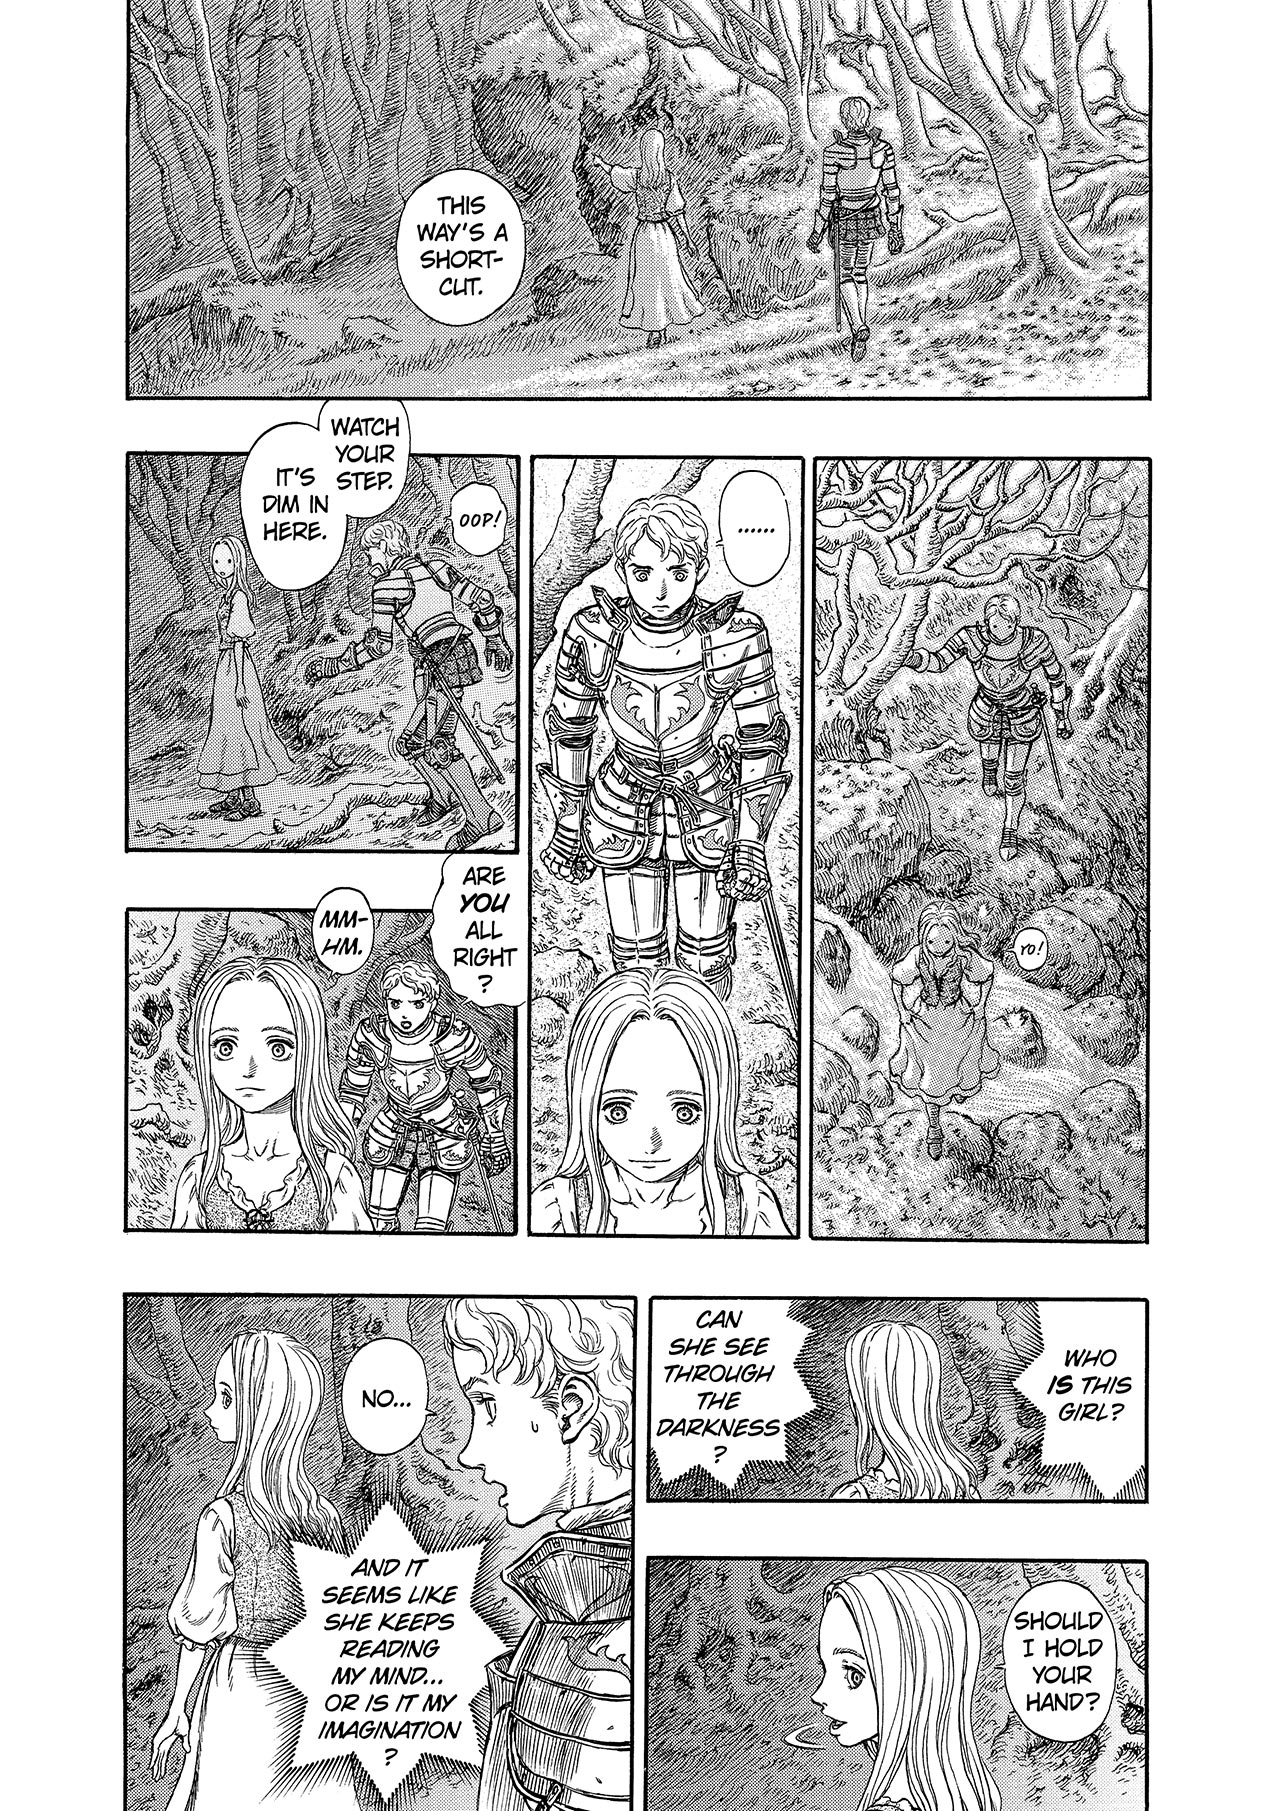 THIS
WAY'S A
SHORT-
CUT.
YO!
......
OOP!
WATCH
YOUR
STEP.
IT'S
DIM IN
HERE.
ARE
YOU
ALL
RIGHT
?
MM-
HM.
WHO
IS THIS
GIRL?
CAN
SHE SEE
THROUGH
THE
DARKNESS
?
SHOULD
I HOLD
YOUR
HAND?
NO...
AND IT
SEEMS LIKE
SHE KEEPS
READING
MY MIND...
OR IS IT MY
IMAGINATION
?